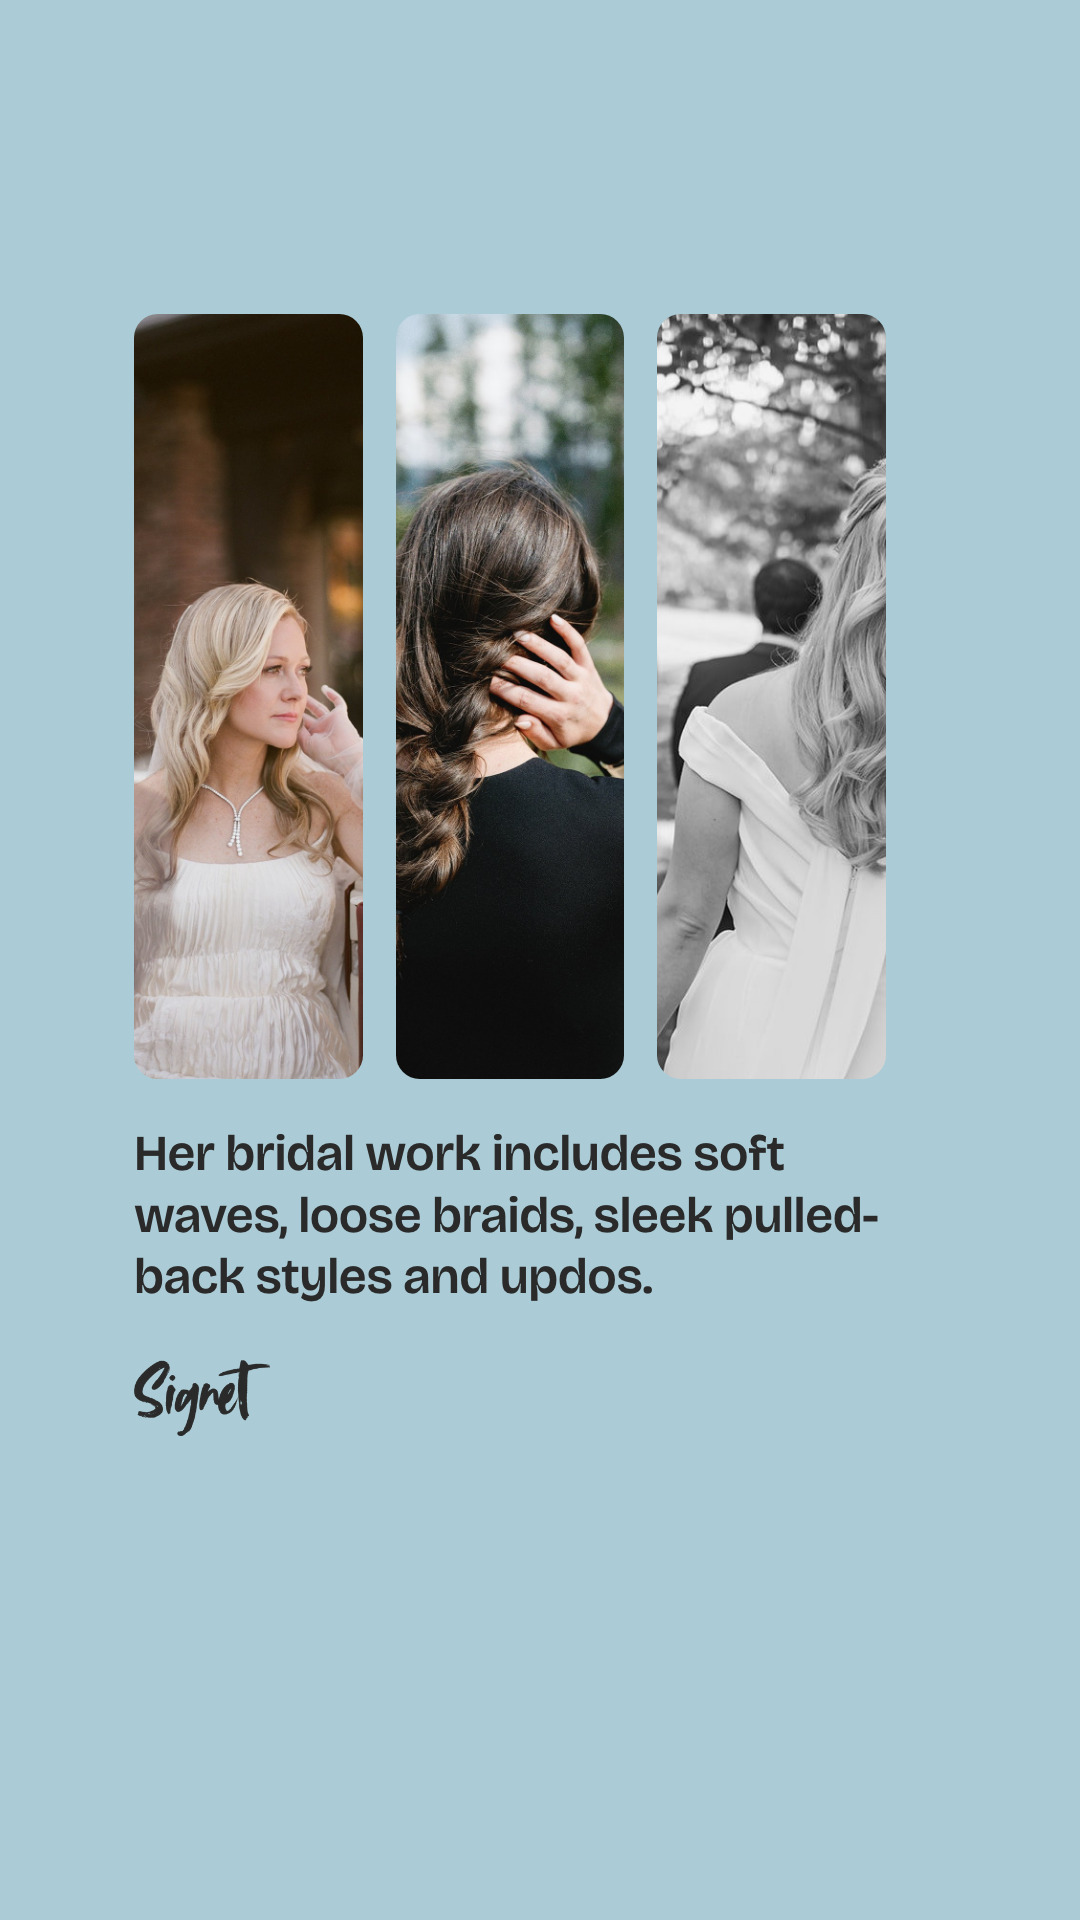 Her bridal work includes soft
waves, loose braids, sleek pulled-
back styles and updos.
Signet